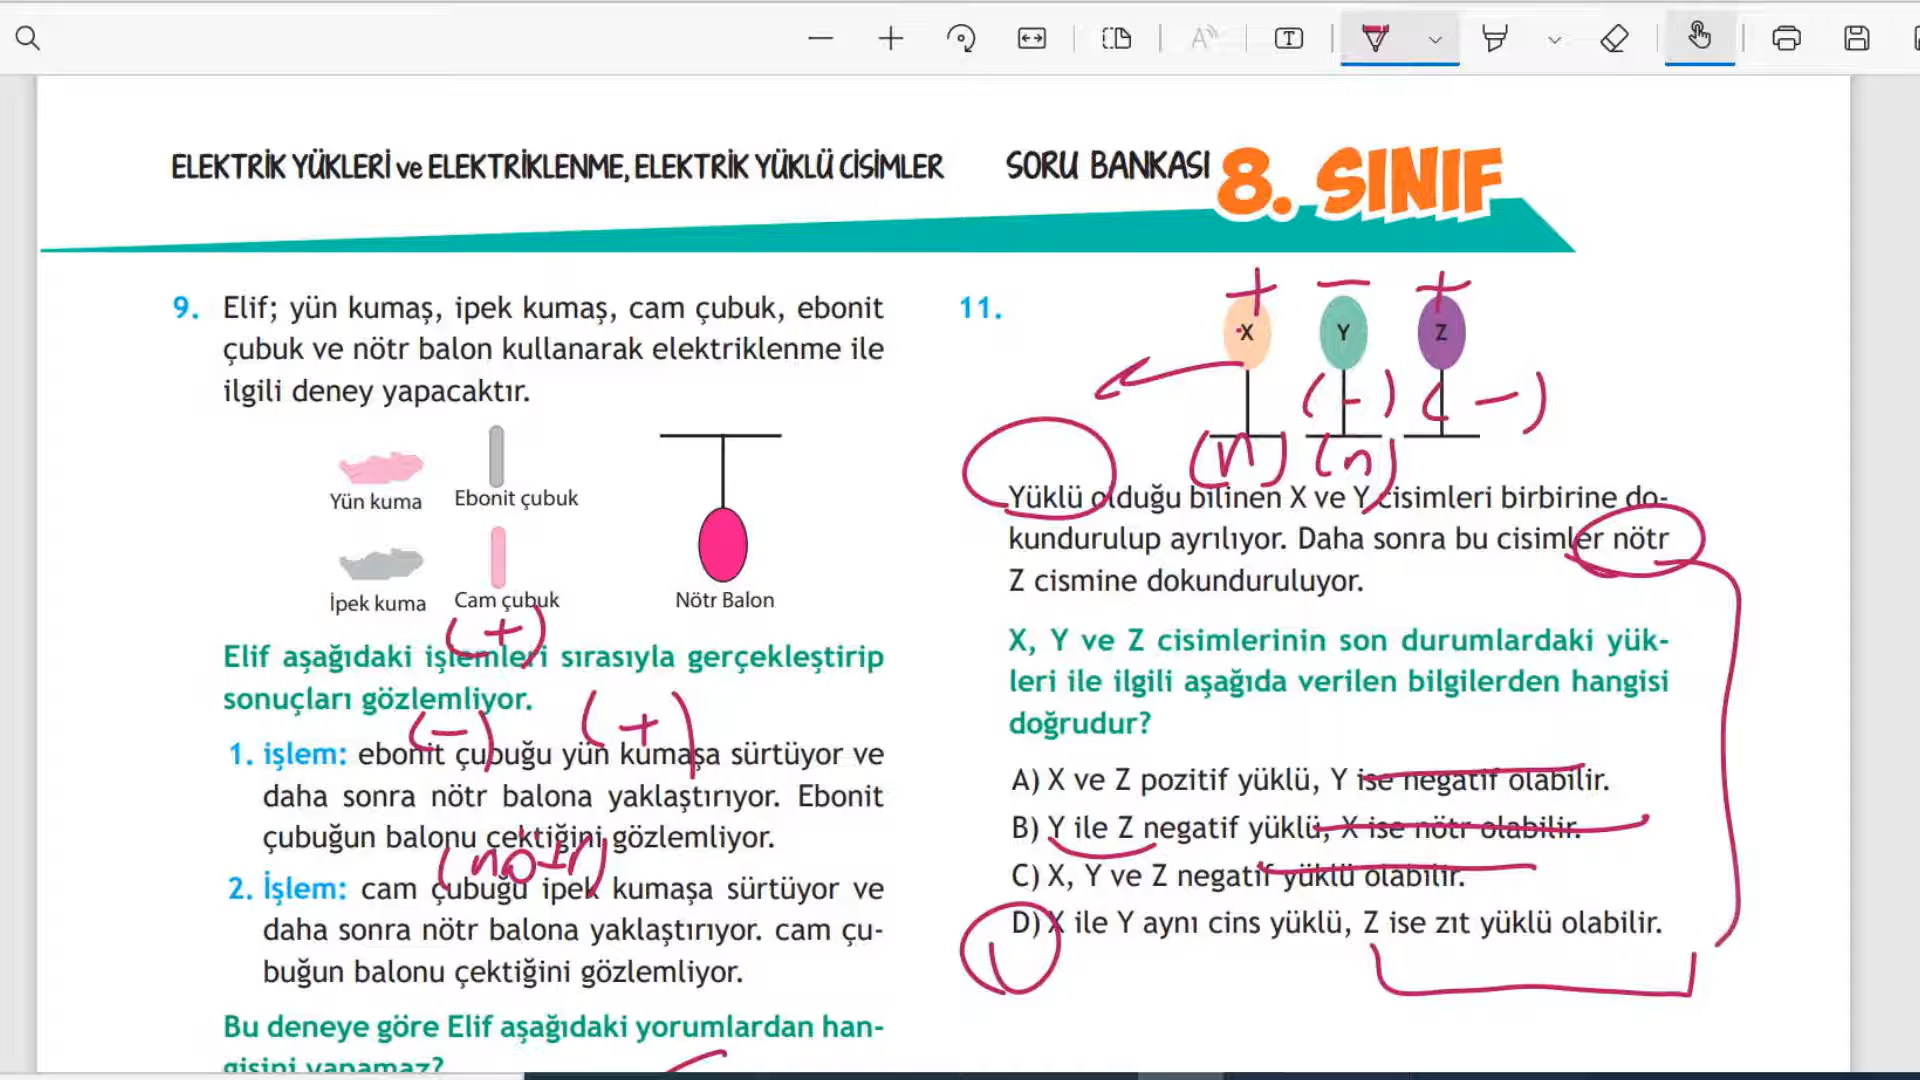 ELEKTRİK YÜKLERİ ve ELEKTRİKLENME, ELEKTRİK YÜKLÜ CİSİMLER
SORU BANKASI 8. SINIF
9. Elif; yün kumaş, ipek kumaş, cam çubuk, ebonit
çubuk ve nötr balon kullanarak elektriklenme ile
ilgili deney yapacaktır.
Yün kuma
Ebonit çubuk
İpek kuma
Cam çubuk
Nötr Balon
(+)
Elif aşağıdaki işlemleri sırasıyla gerçekleştirip
sonuçları gözlemliyor.
(-) (+)
1. işlem: ebonit çubuğu yün kumaşa sürtüyor ve
daha sonra nötr balona yaklaştırıyor. Ebonit
çubuğun balonu çektiğini gözlemliyor.
(nötr)
2. İşlem: cam çubuğu ipek kumaşa sürtüyor ve
daha sonra nötr balona yaklaştırıyor. cam çu-
buğun balonu çektiğini gözlemliyor.
Bu deneye göre Elif aşağıdaki yorumlardan han-
gisini yapamaz?
11.
+ - +
X Y Z
(-) (-)
(n) (n)
Yüklü olduğu bilinen X ve Y cisimleri birbirine do-
kundurulup ayrılıyor. Daha sonra bu cisimler nötr
Z cismine dokunduruluyor.
X, Y ve Z cisimlerinin son durumlardaki yük-
leri ile ilgili aşağıda verilen bilgilerden hangisi
doğrudur?
A) X ve Z pozitif yüklü, Y ise negatif olabilir.
B) Y ile Z negatif yüklü, X ise nötr olabilir.
C) X, Y ve Z negatif yüklü olabilir.
D) X ile Y aynı cins yüklü, Z ise zıt yüklü olabilir.